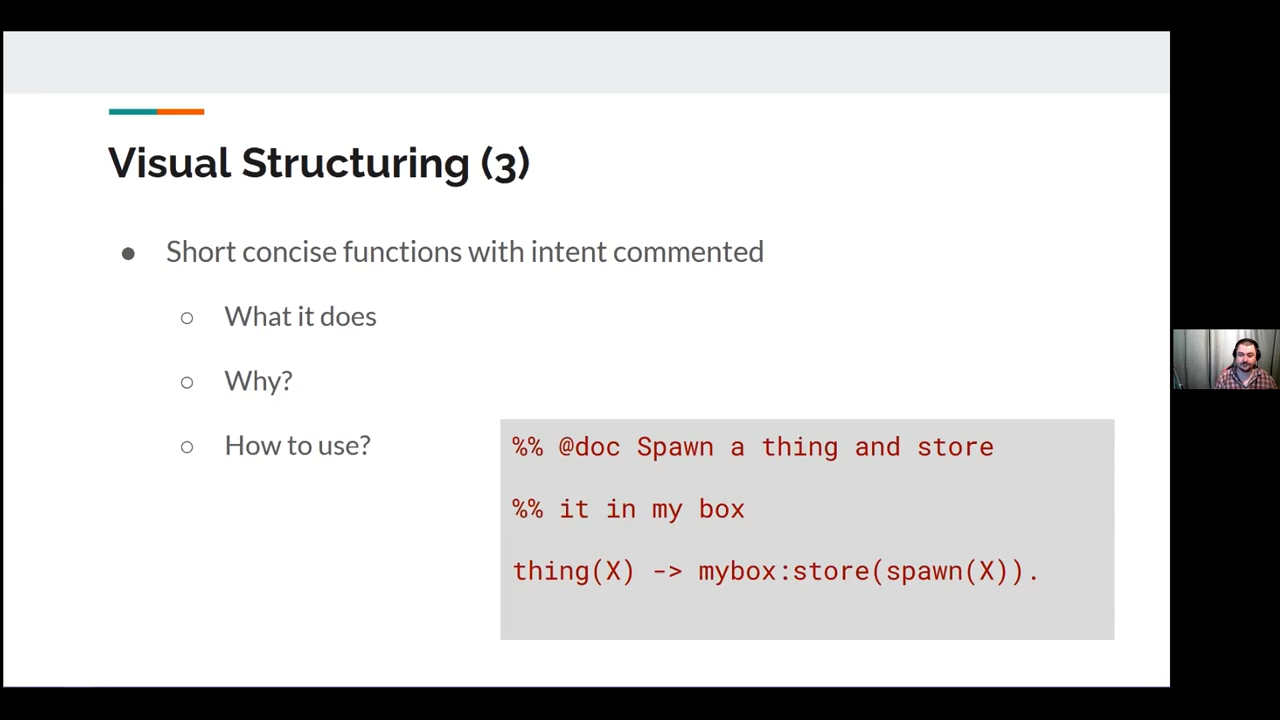 Visual Structuring (3)
● Short concise functions with intent commented
○ What it does
○ Why?
○ How to use?
%% @doc Spawn a thing and store
%% it in my box
thing(X) -> mybox:store(spawn(X)).